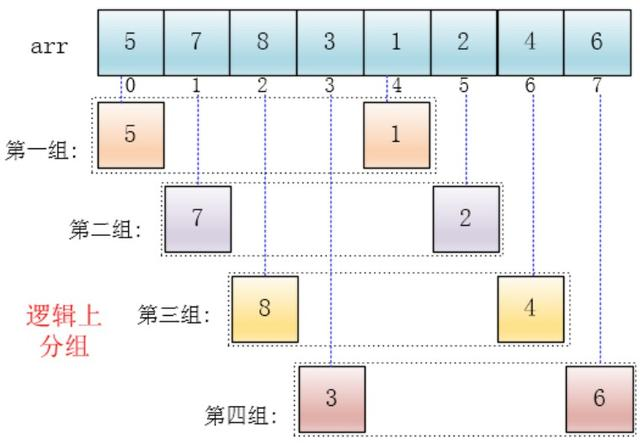 arr 5 7 8 3 1 2 4 6
0 1 2 3 4 5 6 7
第一组: 5 1
第二组: 7 2
第三组: 8 4
逻辑上
分组
第四组: 3 6